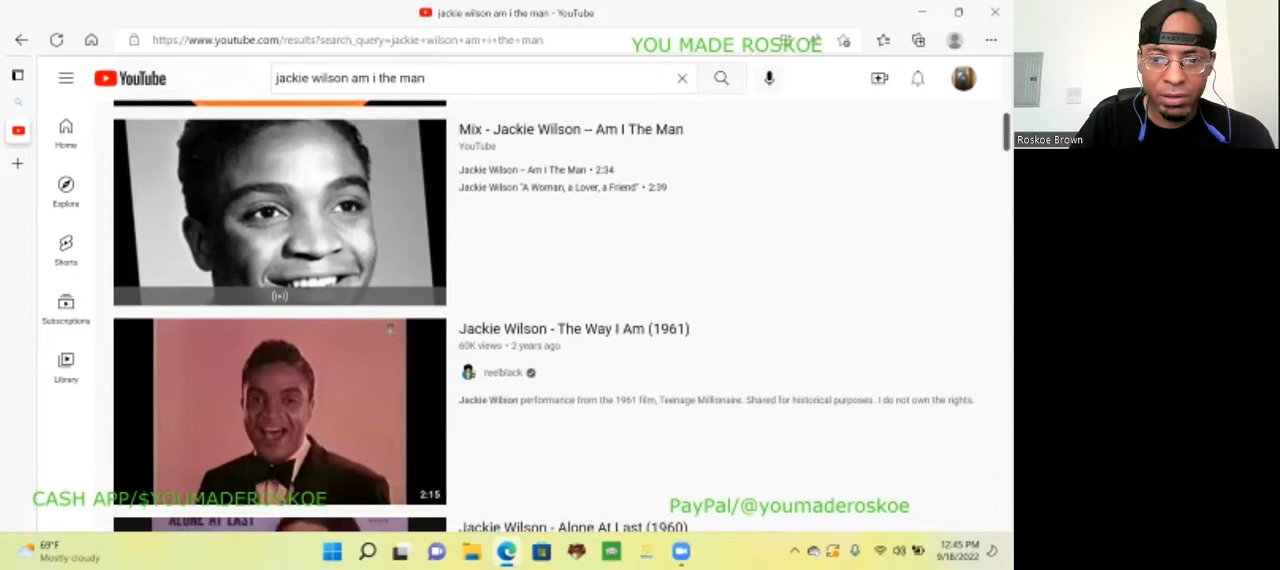 jackie wilson am i the man - YouTube
https://www.youtube.com/results?search_query=jackie+wilson+am+i+the+man
YOU MADE ROSKOE
YouTube
jackie wilson am i the man
Home
Explore
Shorts
Subscriptions
Library
Mix - Jackie Wilson -- Am I The Man
YouTube
Jackie Wilson -- Am I The Man • 2:34
Jackie Wilson "A Woman, a Lover, a Friend" • 2:39
Jackie Wilson - The Way I Am (1961)
60K views • 2 years ago
reelblack
Jackie Wilson performance from the 1961 film, Teenage Millionaire. Shared for historical purposes. I do not own the rights.
2:15
CASH APP/$YOUMADEROSKOE
PayPal/@youmaderoskoe
ALONE AT LAST
Jackie Wilson - Alone At Last (1960)
69°F
Mostly cloudy
12:45 PM
9/18/2022
Roskoe Brown